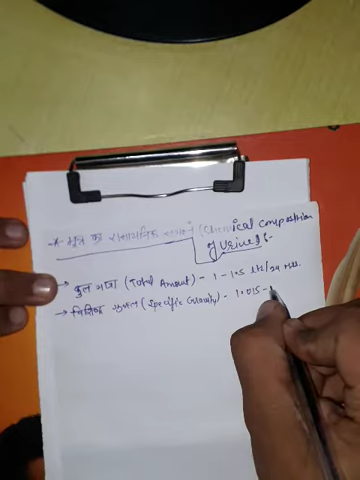 * मूत्र का रासायनिक संगठन (Chemical composition
of Urine):-
→ कुल मात्रा (Total Amount) - 1-1.5 ltr/24 Hrs.
→ विशिष्ट गुरुत्व (Specific Gravity) - 1.015 -